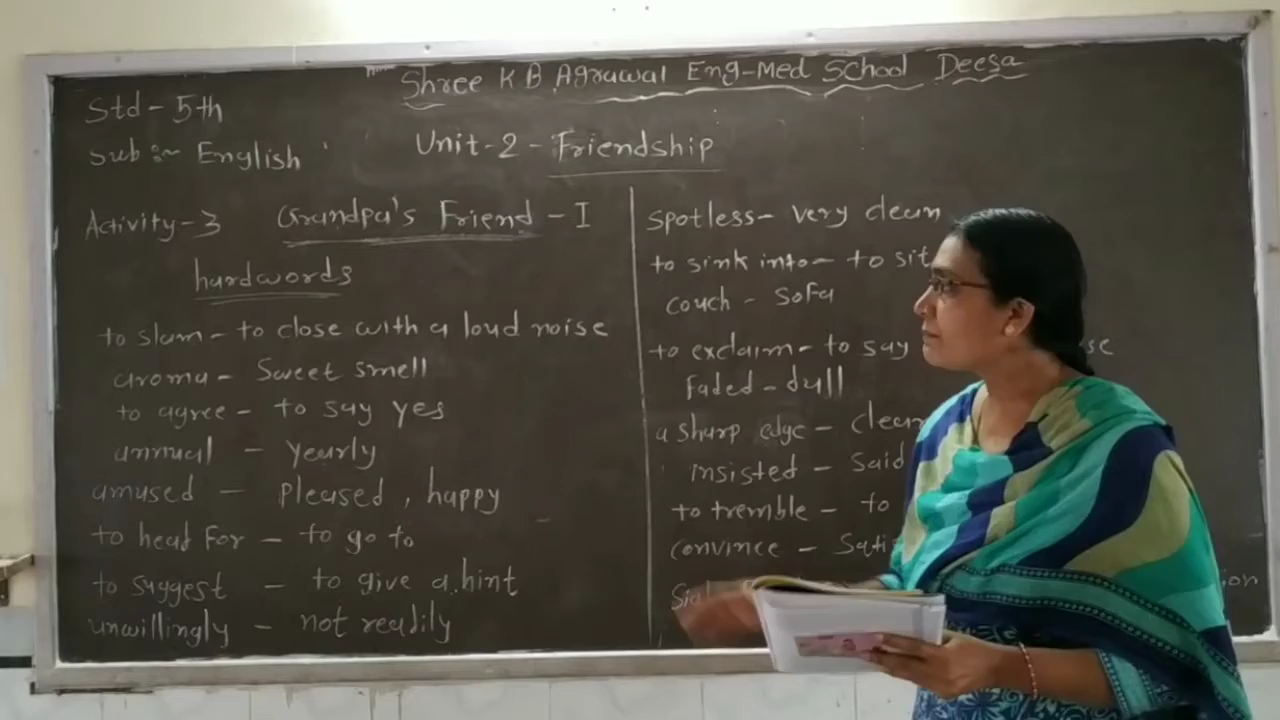 Shree K B Agrawal Eng-Med School Deesa
Std - 5th
Sub :~ English
Unit-2 - Friendship
Activity-3 Grandpa's Friend - I
hardwords
to slam - to close with a loud noise
aroma - Sweet smell
to agree - to say yes
annual - yearly
amused - pleased, happy
to head for - to go to
to suggest - to give a hint
unwillingly - not readily
spotless - very clean
to sink into - to sit
couch - sofa
to exclaim - to say
faded - dull
a sharp edge - clean
insisted - said
to tremble - to
convince -